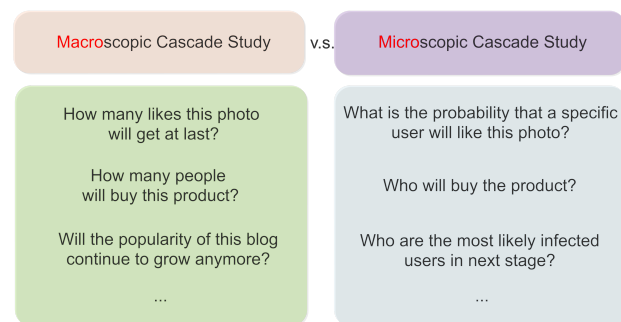 Macroscopic Cascade Study
v.s.
Microscopic Cascade Study
How many likes this photo
will get at last?
How many people
will buy this product?
Will the popularity of this blog
continue to grow anymore?
...
What is the probability that a specific
user will like this photo?
Who will buy the product?
Who are the most likely infected
users in next stage?
...